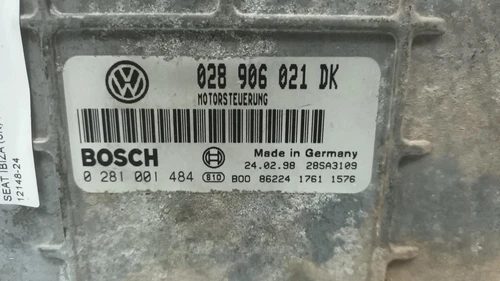 028 906 021 DK
MOTORSTEUERUNG
BOSCH
Made in Germany
24.02.98 28SA3109
0 281 001 484 810 B00 86224 1761 1576
SEAT IBIZA
12148-24